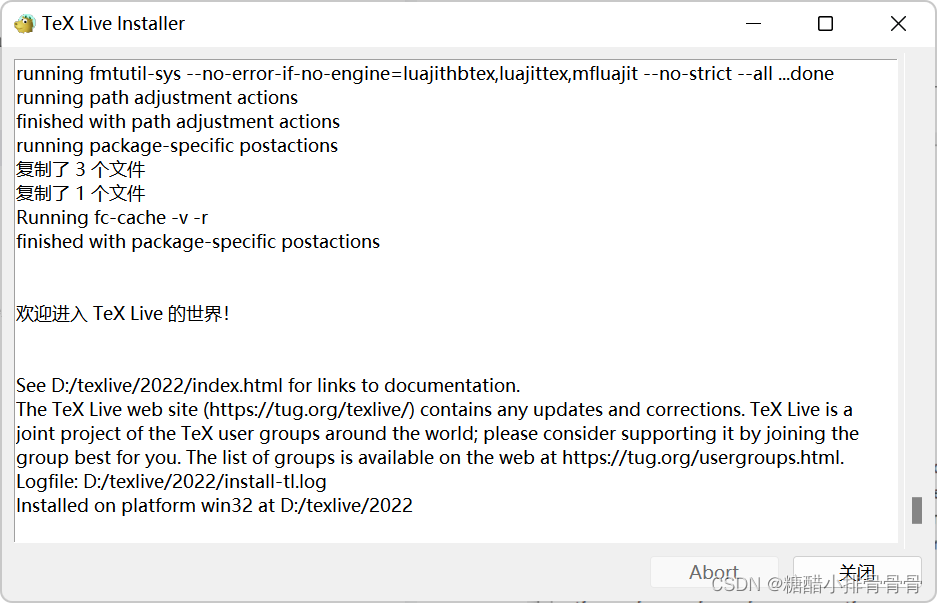 TeX Live Installer
running fmtutil-sys --no-error-if-no-engine=luajithbtex,luajittex,mfluajit --no-strict --all ...done
running path adjustment actions
finished with path adjustment actions
running package-specific postactions
复制了 3 个文件
复制了 1 个文件
Running fc-cache -v -r
finished with package-specific postactions
欢迎进入 TeX Live 的世界！
See D:/texlive/2022/index.html for links to documentation.
The TeX Live web site (https://tug.org/texlive/) contains any updates and corrections. TeX Live is a
joint project of the TeX user groups around the world; please consider supporting it by joining the
group best for you. The list of groups is available on the web at https://tug.org/usergroups.html.
Logfile: D:/texlive/2022/install-tl.log
Installed on platform win32 at D:/texlive/2022
Abort 关闭
CSDN @糖醋小排骨骨骨